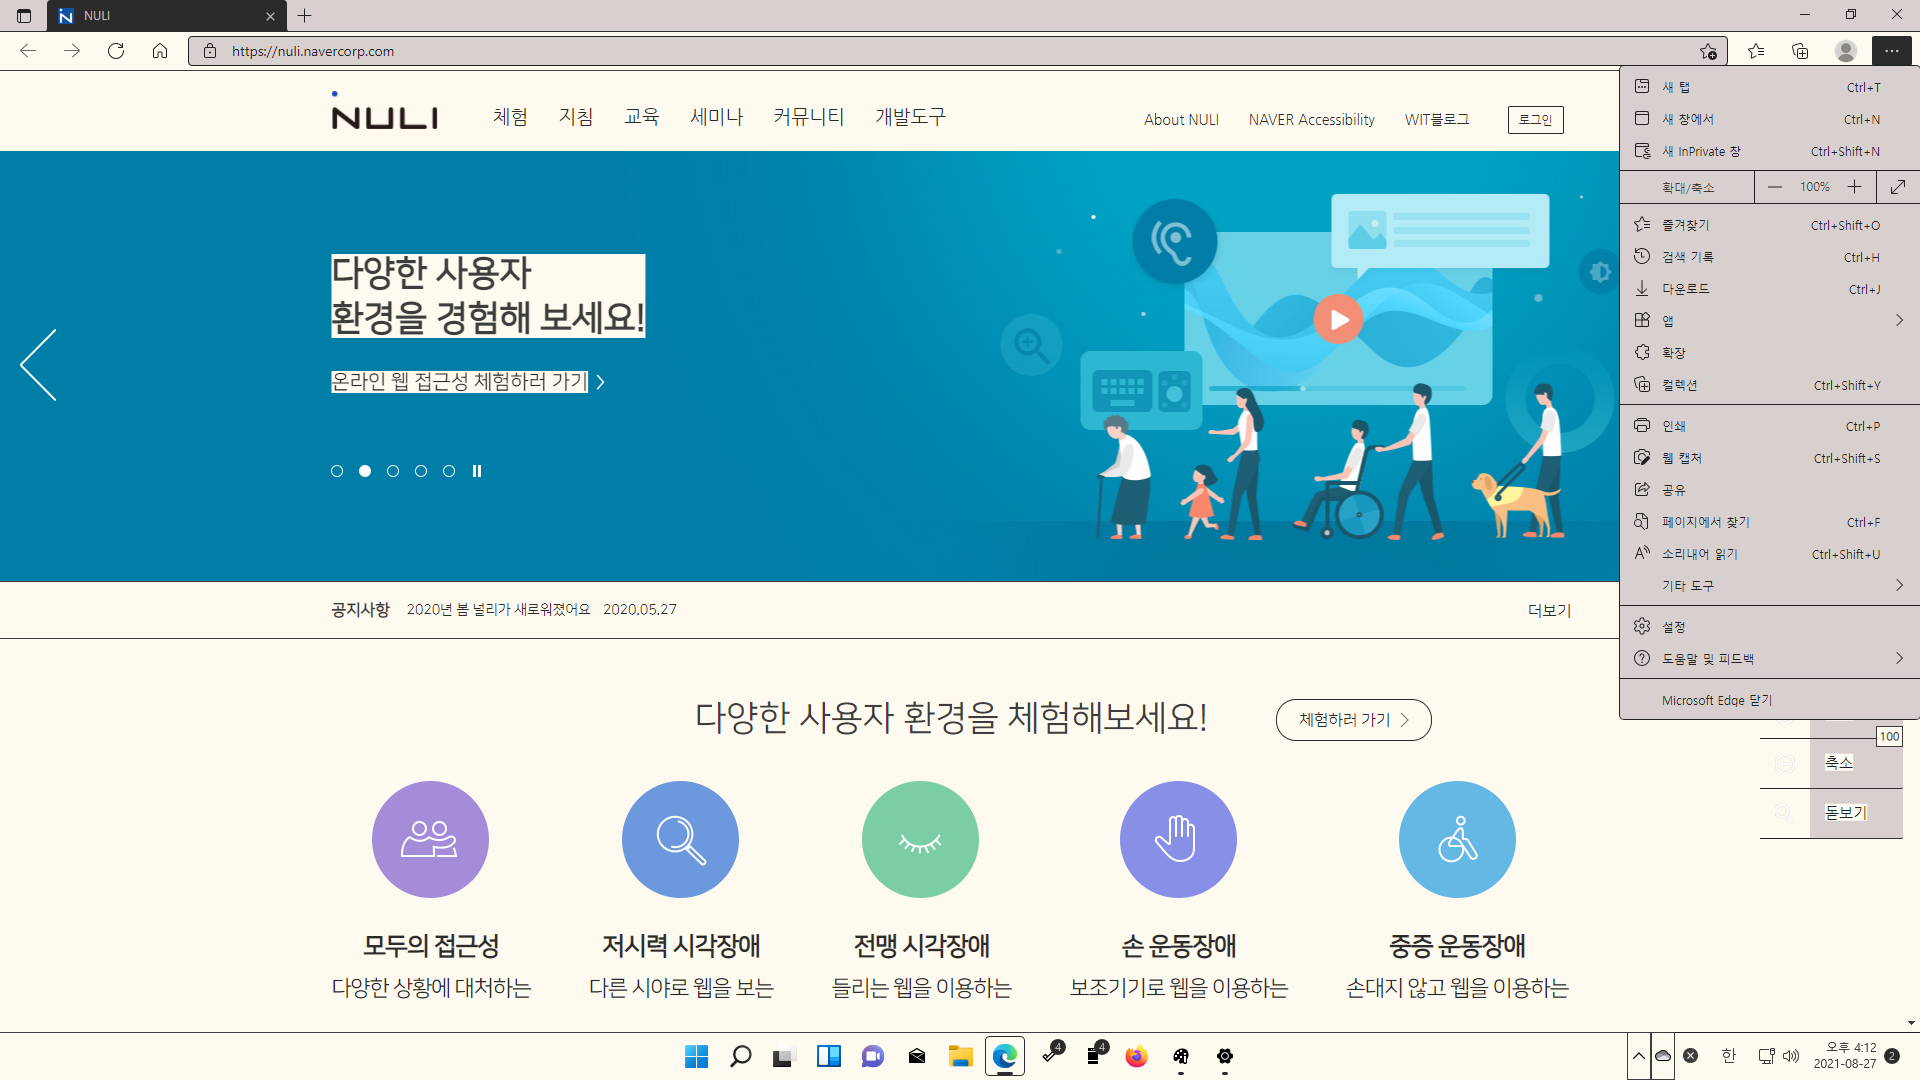 NULI
https://nuli.navercorp.com
NULI
체험
지침
교육
세미나
커뮤니티
개발도구
About NULI
NAVER Accessibility
WIT블로그
로그인
다양한 사용자
환경을 경험해 보세요!
온라인 웹 접근성 체험하러 가기
공지사항
2020년 봄 널리가 새로워졌어요 2020.05.27
더보기
다양한 사용자 환경을 체험해보세요!
체험하러 가기
모두의 접근성
다양한 상황에 대처하는
저시력 시각장애
다른 시야로 웹을 보는
전맹 시각장애
들리는 웹을 이용하는
손 운동장애
보조기기로 웹을 이용하는
중증 운동장애
손대지 않고 웹을 이용하는
새 탭 Ctrl+T
새 창에서 Ctrl+N
새 InPrivate 창 Ctrl+Shift+N
확대/축소 100%
즐겨찾기 Ctrl+Shift+O
검색 기록 Ctrl+H
다운로드 Ctrl+J
앱
확장
컬렉션 Ctrl+Shift+Y
인쇄 Ctrl+P
웹 캡처 Ctrl+Shift+S
공유
페이지에서 찾기 Ctrl+F
소리내어 읽기 Ctrl+Shift+U
기타 도구
설정
도움말 및 피드백
Microsoft Edge 닫기
100
축소
돋보기
4
4
한
오후 4:12
2021-08-27
2